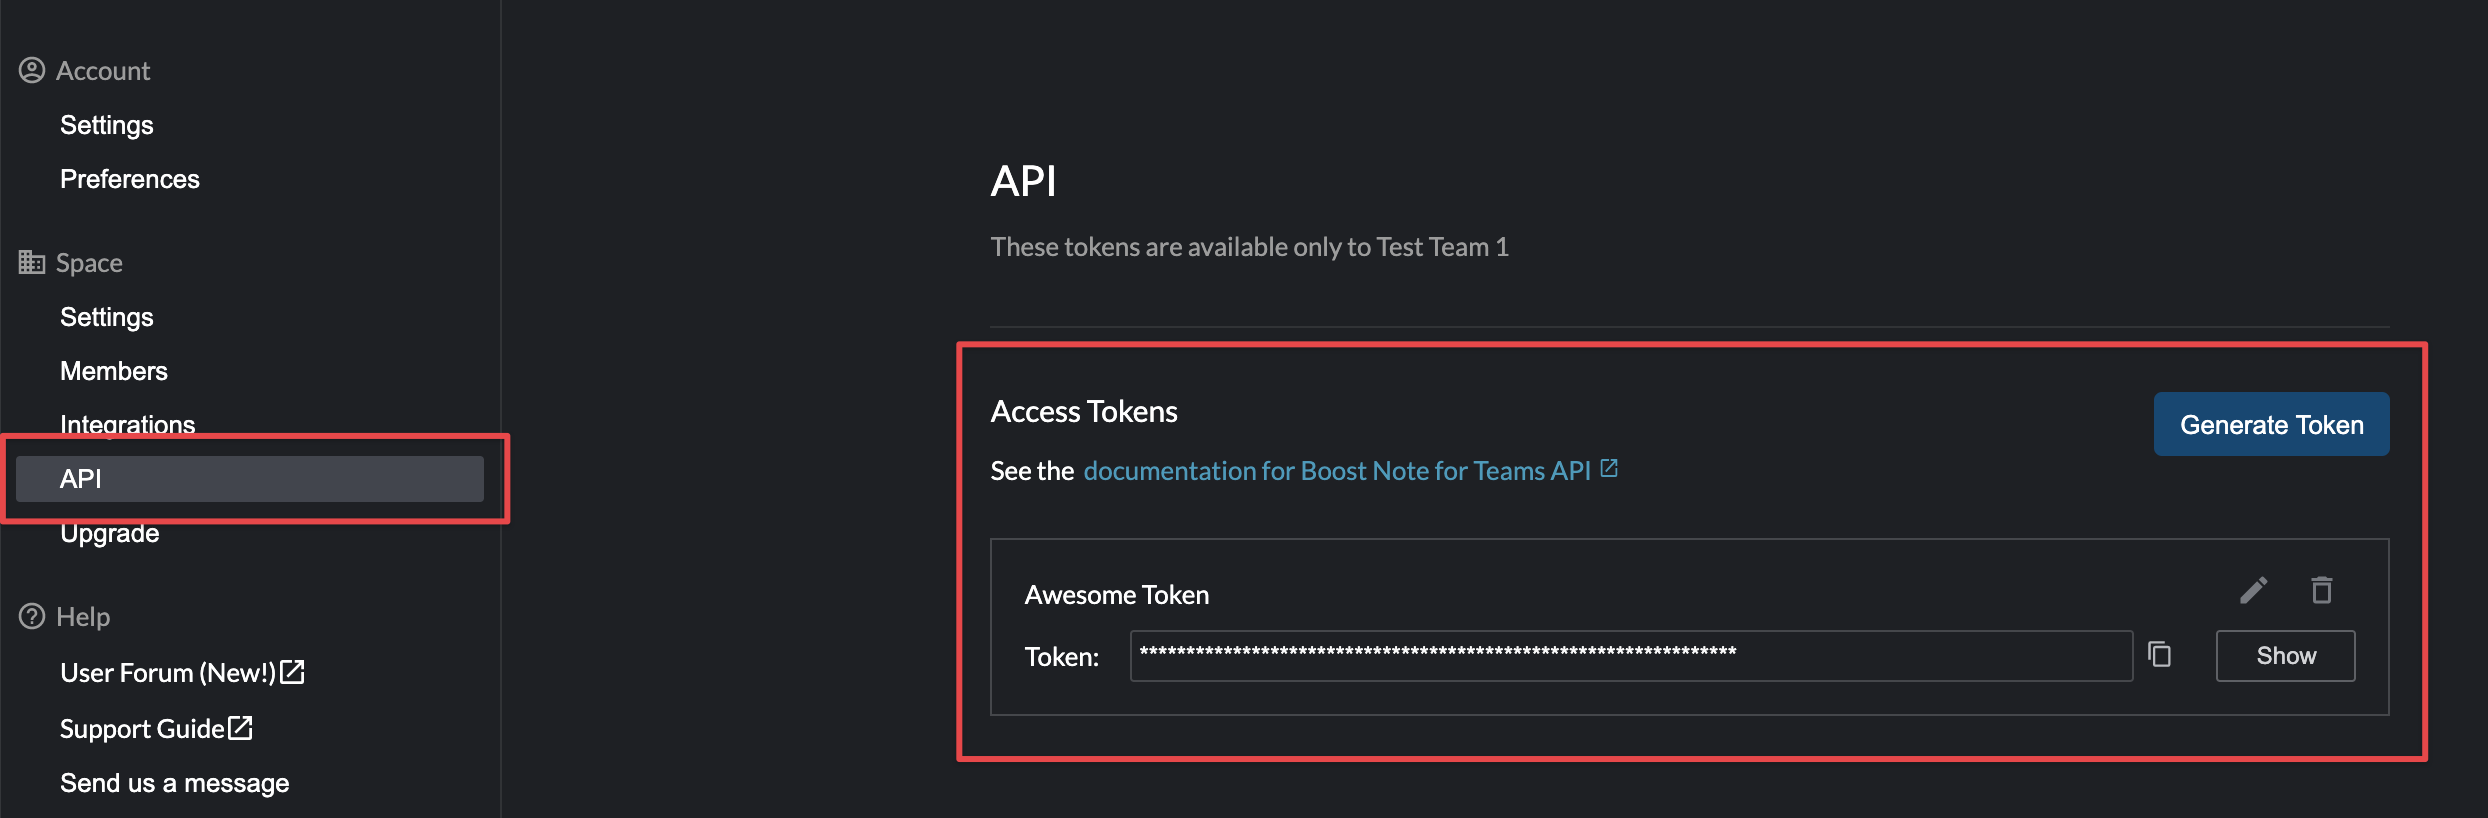 Account
Settings
Preferences
Space
Settings
Members
Integrations
API
Upgrade
Help
User Forum (New!)
Support Guide
Send us a message
API
These tokens are available only to Test Team 1
Access Tokens
Generate Token
See the documentation for Boost Note for Teams API
Awesome Token
Token: ****************************************************************
Show